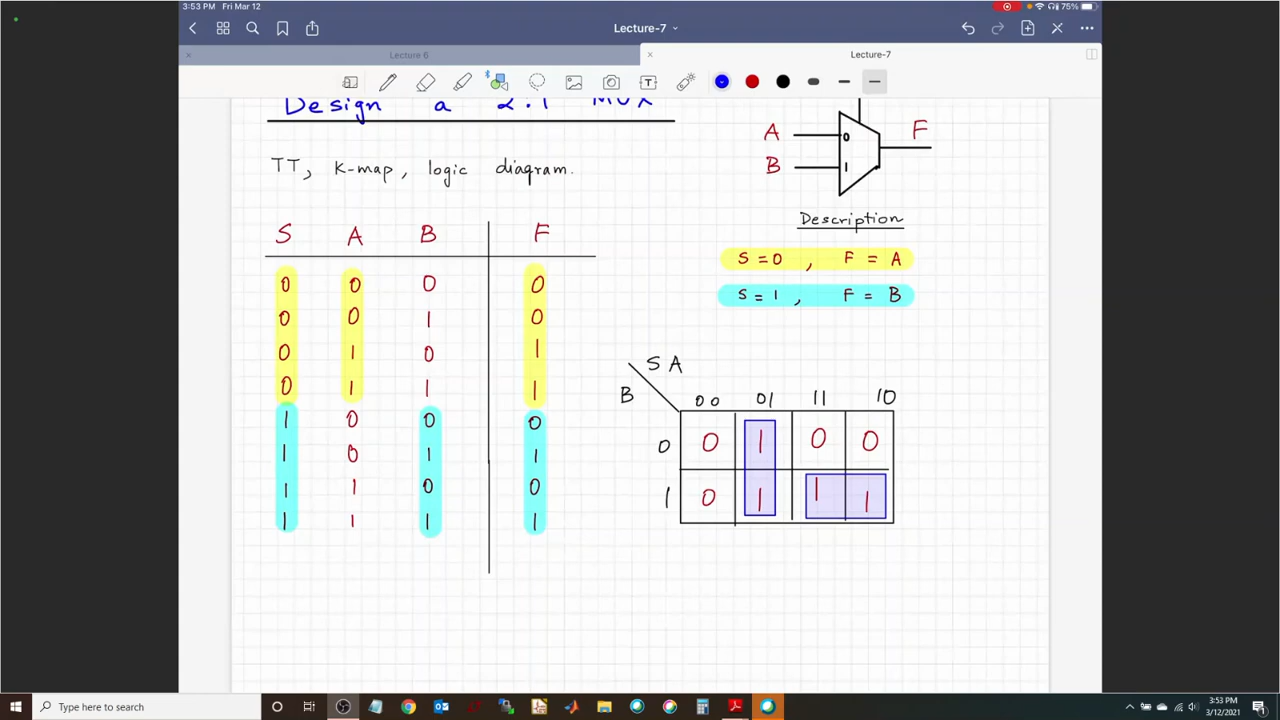 3:53 PM Fri Mar 12
75%
Lecture-7
Lecture 6
Lecture-7
Design a 2:1 MUX
TT, K-map, logic diagram.
A 0 F
B 1
Description
S = 0 , F = A
S = 1 , F = B
S A B F
0 0 0 0
0 0 1 0
0 1 0 1
0 1 1 1
1 0 0 0
1 0 1 1
1 1 0 0
1 1 1 1
S A
B
00 01 11 10
0 0 1 0 0
1 0 1 1 1
Type here to search
3:53 PM
3/12/2021